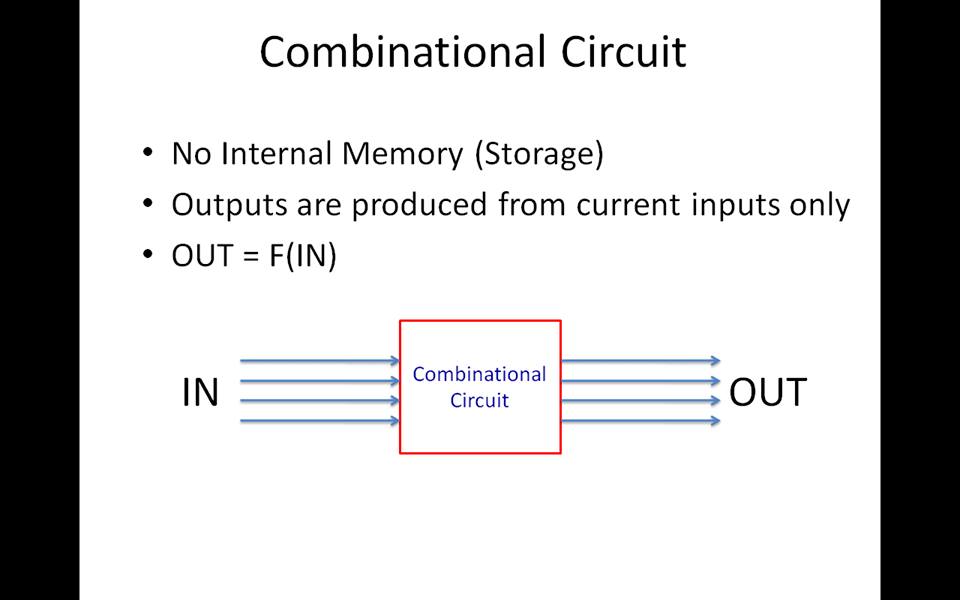 Combinational Circuit
• No Internal Memory (Storage)
• Outputs are produced from current inputs only
• OUT = F(IN)
IN
Combinational
Circuit
OUT